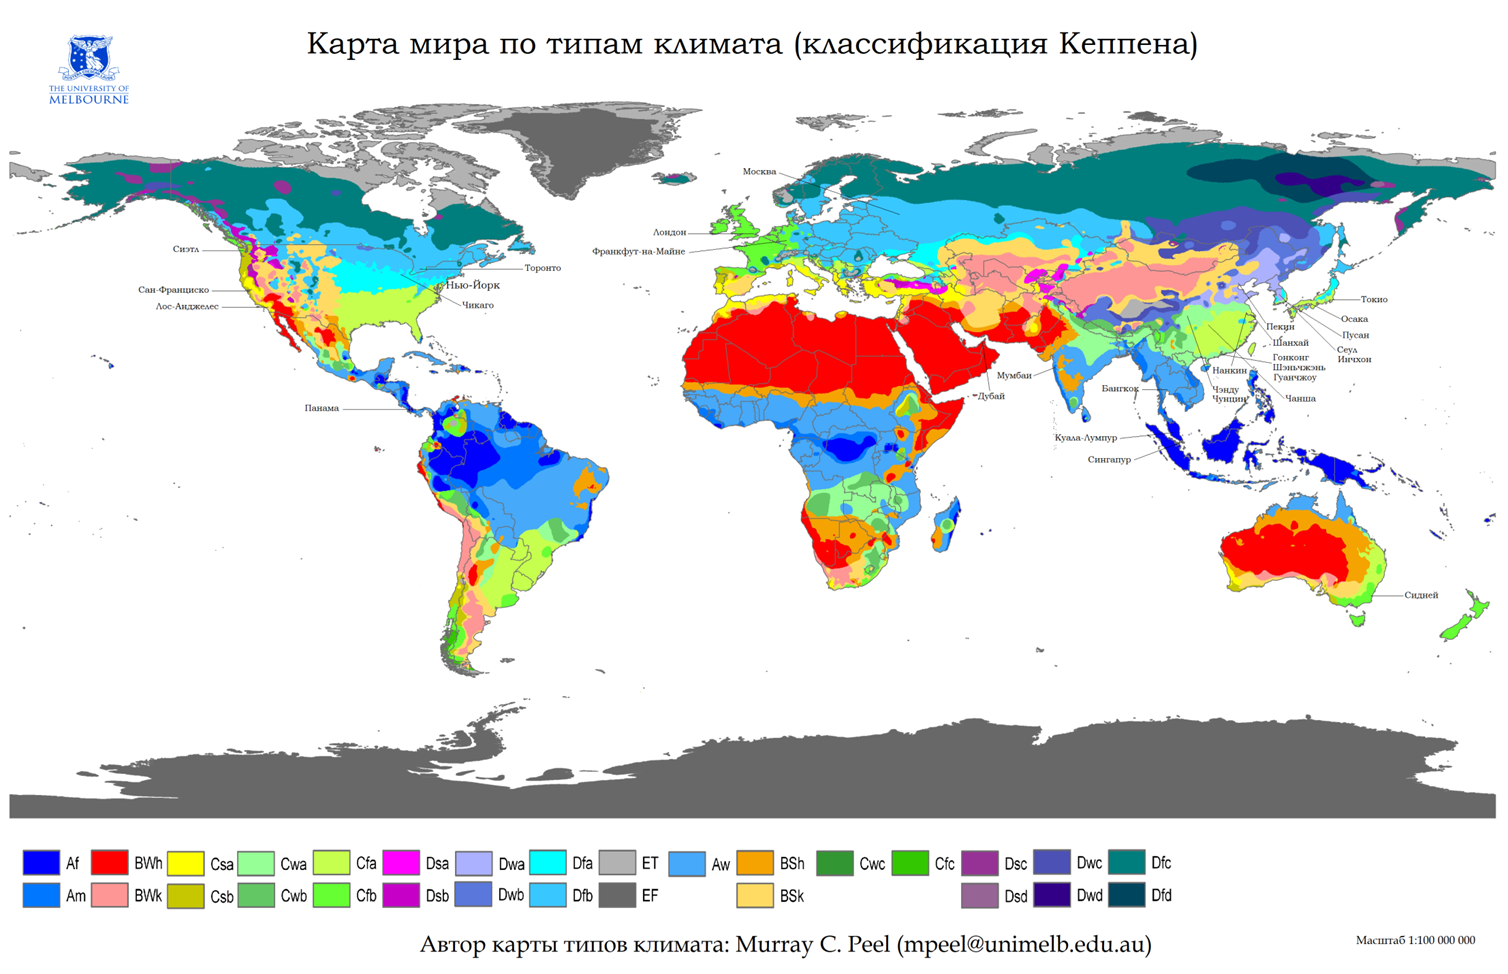 Карта мира по типам климата (классификация Кеппена)
THE UNIVERSITY OF
MELBOURNE
Москва
Лондон
Франкфут-на-Майне
Сиэтл
Торонто
Нью-Йорк
Чикаго
Сан-Франциско
Лос-Анджелес
Панама
Токио
Осака
Пусан
Сеул
Инчхон
Пекин
Шанхай
Гонконг
Шэньчжэнь
Гуанчжоу
Нанкин
Чэнду
Чунцин
Чанша
Мумбаи
Дубай
Бангкок
Куала-Лумпур
Сингапур
Сидней
Af BWh Csa Cwa Cfa Dsa Dwa Dfa ET Aw BSh Cwc Cfc Dsc Dwc Dfc
Am BWk Csb Cwb Cfb Dsb Dwb Dfb EF BSk Dsd Dwd Dfd
Автор карты типов климата: Murray C. Peel (mpeel@unimelb.edu.au)
Масштаб 1:100 000 000